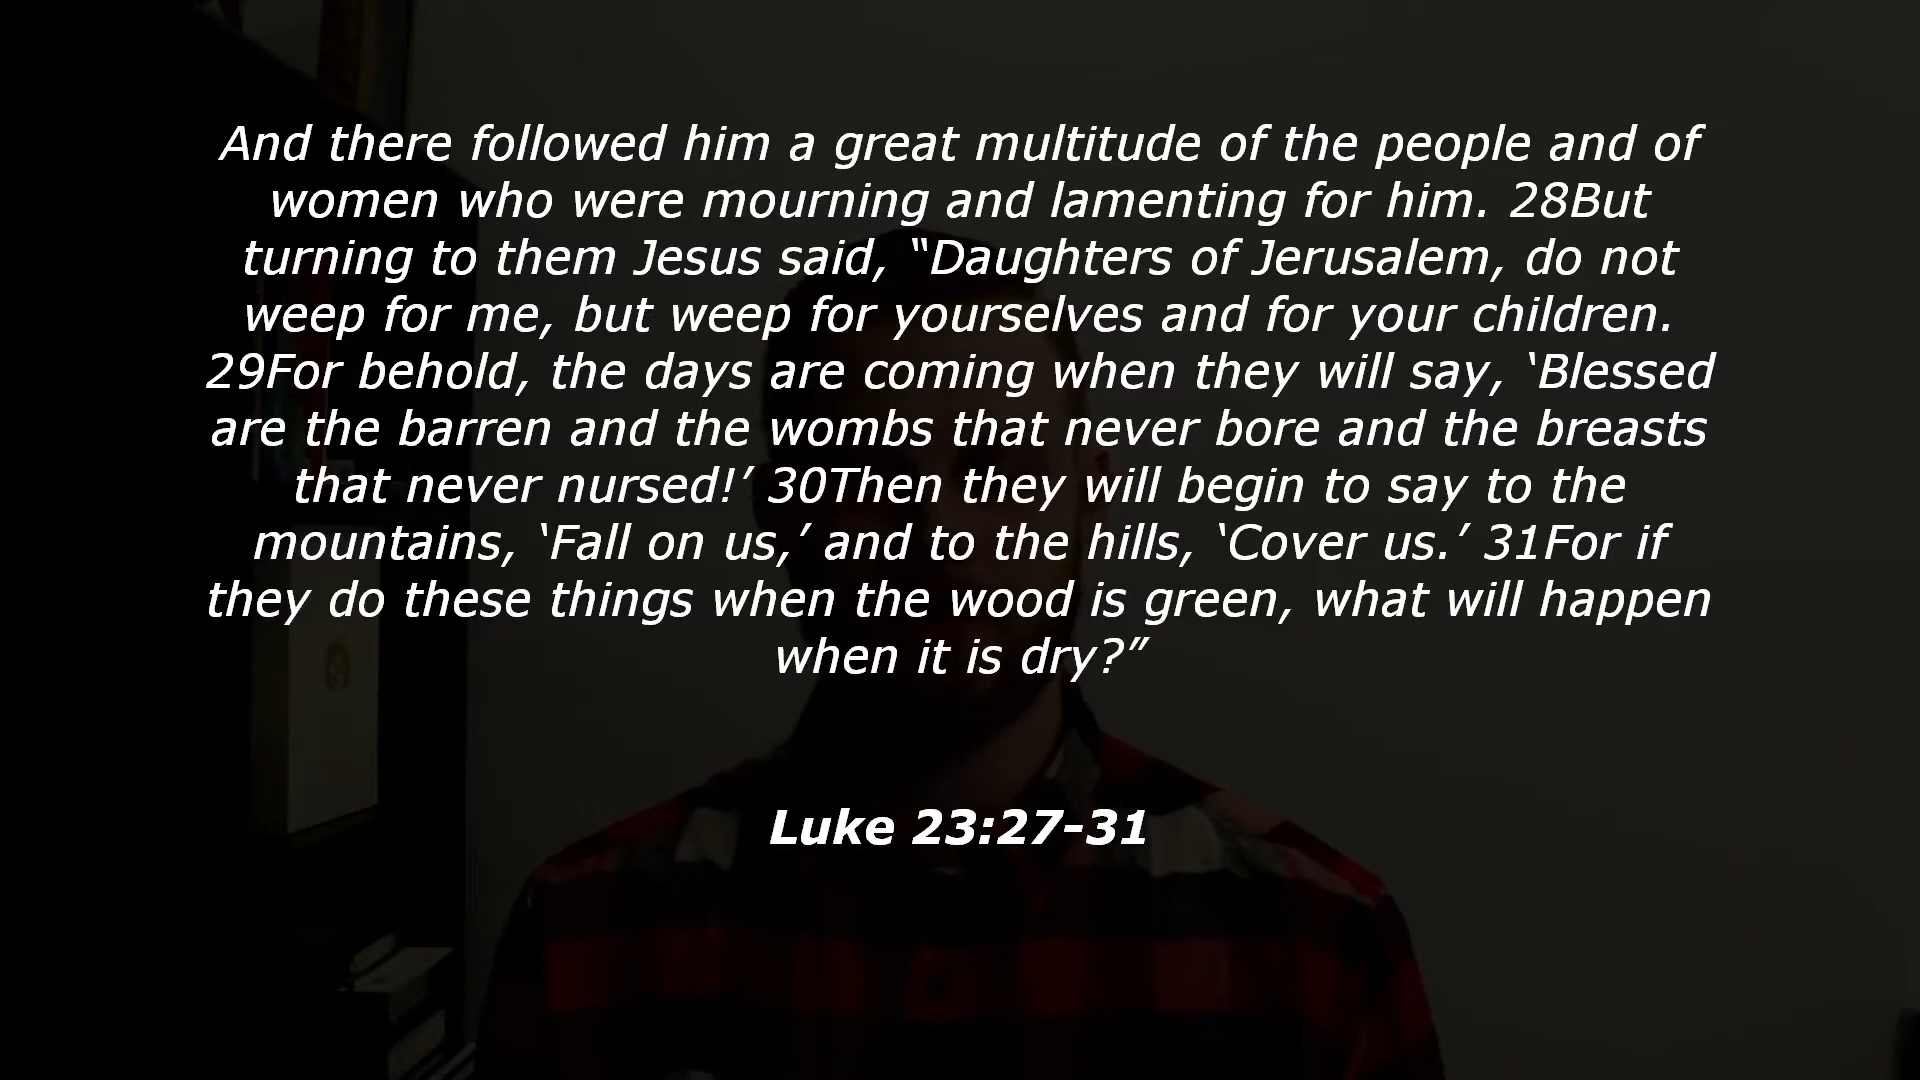 And there followed him a great multitude of the people and of
women who were mourning and lamenting for him. 28But
turning to them Jesus said, “Daughters of Jerusalem, do not
weep for me, but weep for yourselves and for your children.
29For behold, the days are coming when they will say, ‘Blessed
are the barren and the wombs that never bore and the breasts
that never nursed!’ 30Then they will begin to say to the
mountains, ‘Fall on us,’ and to the hills, ‘Cover us.’ 31For if
they do these things when the wood is green, what will happen
when it is dry?”
Luke 23:27-31